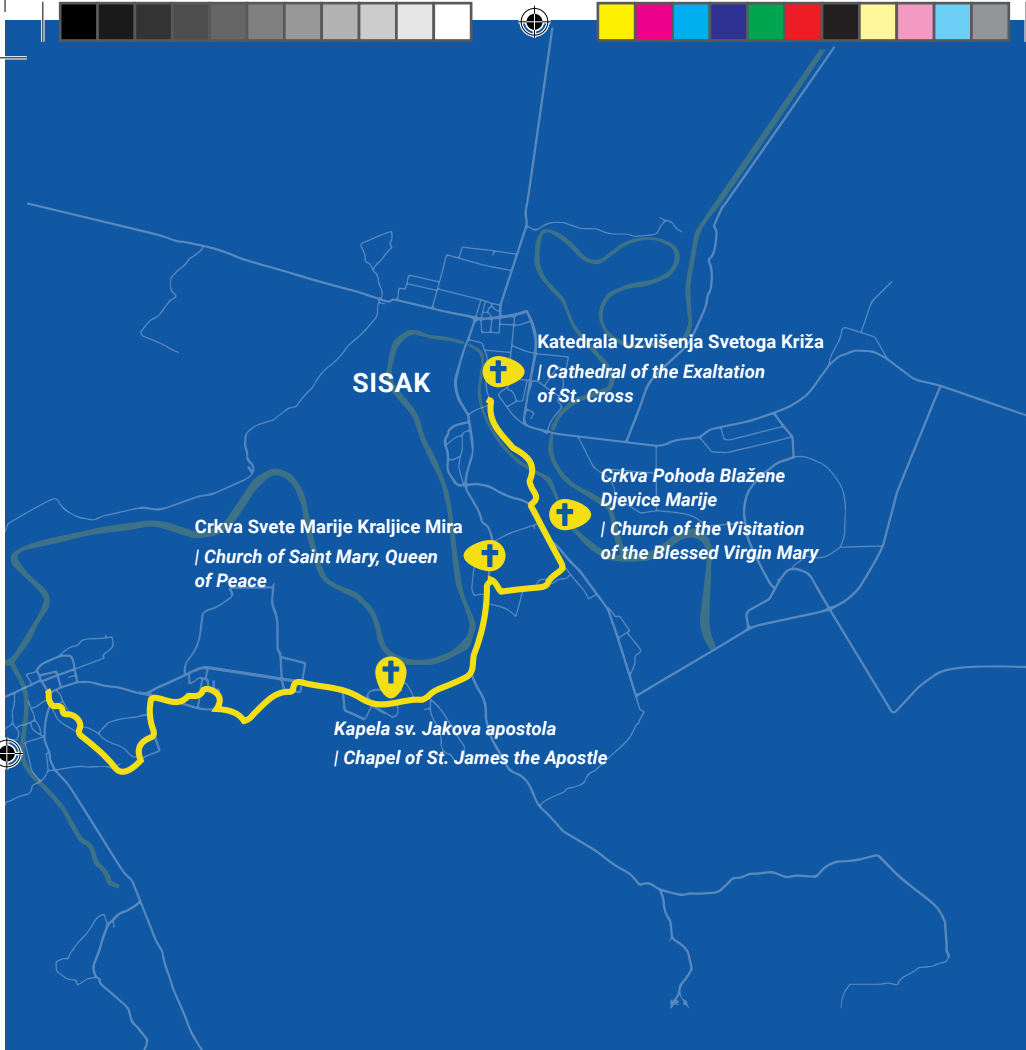 Katedrala Uzvišenja Svetoga Križa
| Cathedral of the Exaltation
of St. Cross
SISAK
Crkva Pohoda Blažene
Djevice Marije
| Church of the Visitation
of the Blessed Virgin Mary
Crkva Svete Marije Kraljice Mira
| Church of Saint Mary, Queen
of Peace
Kapela sv. Jakova apostola
| Chapel of St. James the Apostle